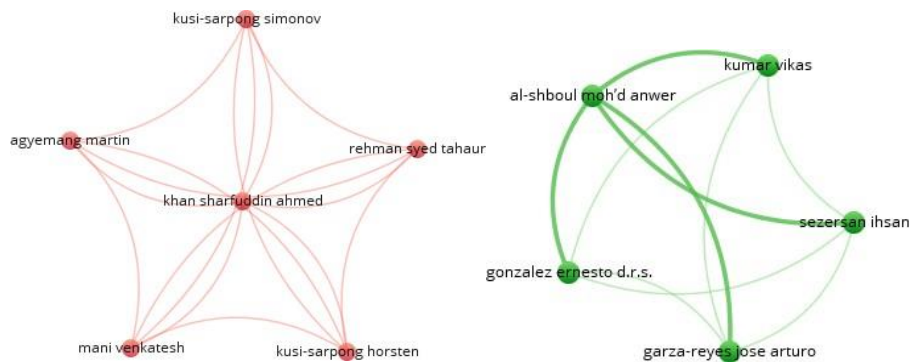 kusi-sarpong simonov
agyemang martin
rehman syed tahaur
khan sharfuddin ahmed
mani venkatesh
kusi-sarpong horsten
kumar vikas
al-shboul moh'd anwer
sezersan ihsan
gonzalez ernesto d.r.s.
garza-reyes jose arturo